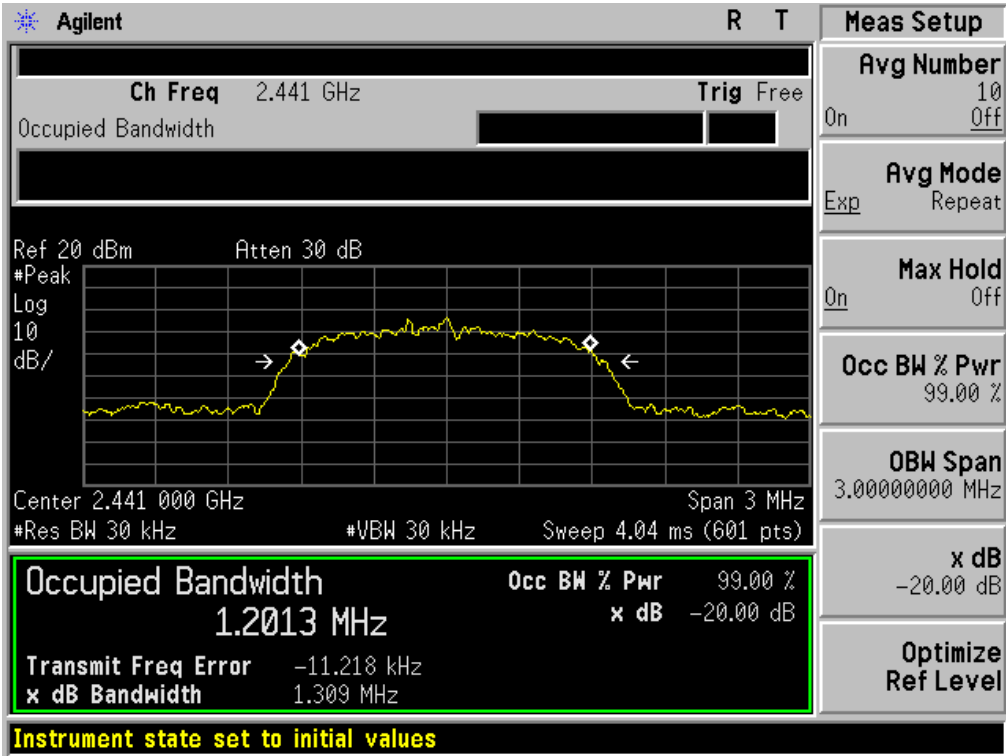 Agilent R T Meas Setup
Ch Freq 2.441 GHz Trig Free
Occupied Bandwidth
Ref 20 dBm Atten 30 dB
#Peak
Log
10
dB/
Center 2.441 000 GHz Span 3 MHz
#Res BW 30 kHz #VBW 30 kHz Sweep 4.04 ms (601 pts)
Occupied Bandwidth Occ BW % Pwr 99.00 %
1.2013 MHz x dB -20.00 dB
Transmit Freq Error -11.218 kHz
x dB Bandwidth 1.309 MHz
Instrument state set to initial values
Avg Number
10
On Off
Avg Mode
Exp Repeat
Max Hold
On Off
Occ BW % Pwr
99.00 %
OBW Span
3.00000000 MHz
x dB
-20.00 dB
Optimize
Ref Level